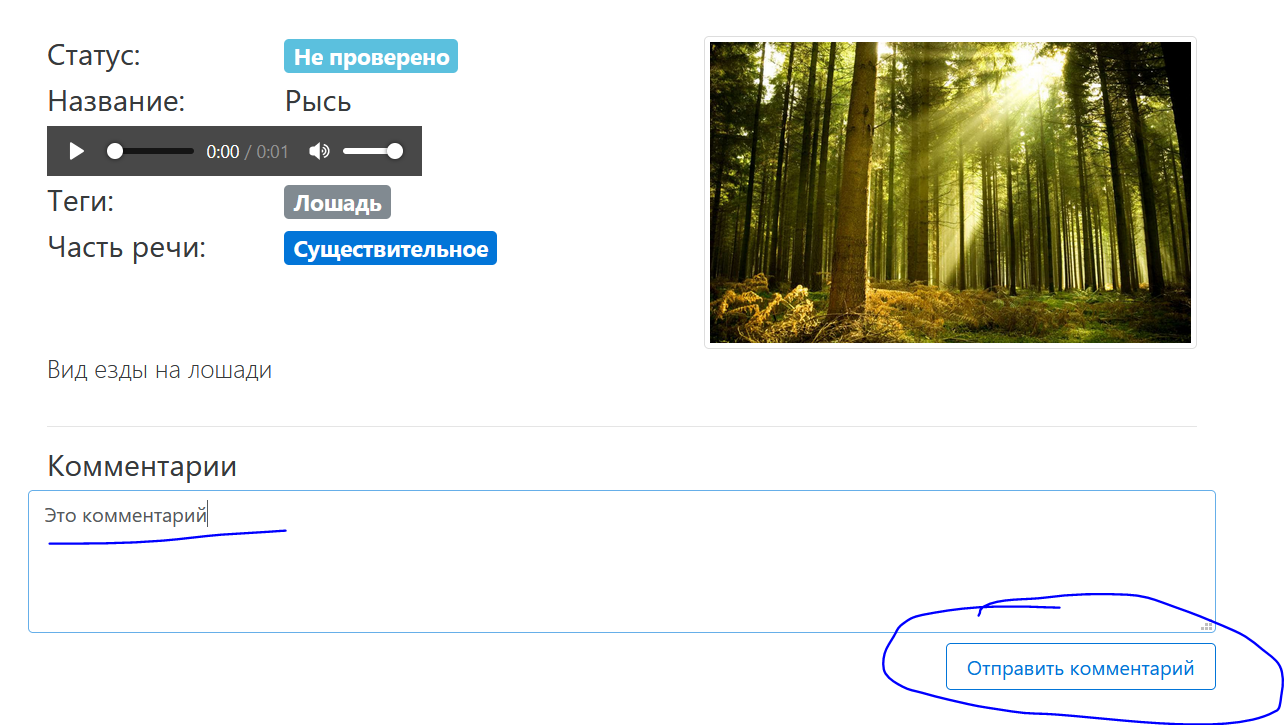 Статус: Не проверено
Название: Рысь
0:00 / 0:01
Теги: Лошадь
Часть речи: Существительное
Вид езды на лошади
Комментарии
Это комментарий
Отправить комментарий